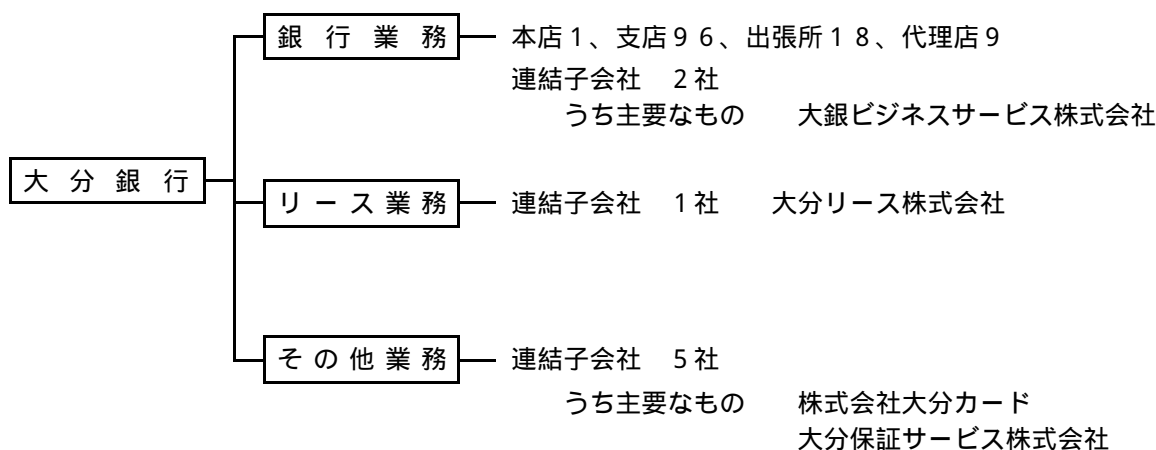 銀行業務 本店1、支店96、出張所18、代理店9
連結子会社 2社
うち主要なもの 大銀ビジネスサービス株式会社
大分銀行
リース業務 連結子会社 1社 大分リース株式会社
その他業務 連結子会社 5社
うち主要なもの 株式会社大分カード
大分保証サービス株式会社